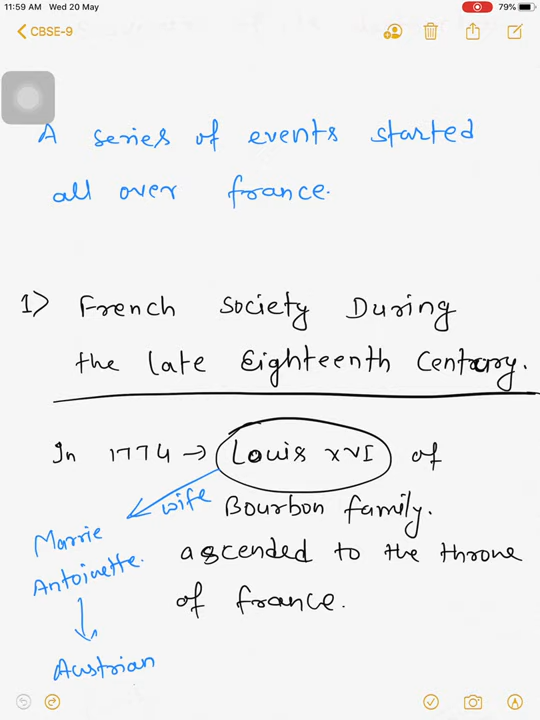 11:59 AM Wed 20 May 79%
CBSE-9
A series of events started
all over france.
1) French Society During
the late Eighteenth Century.
In 1774 → Louis XVI of
wife Bourbon family.
Marrie ascended to the throne
Antoinette. of france.
Austrian